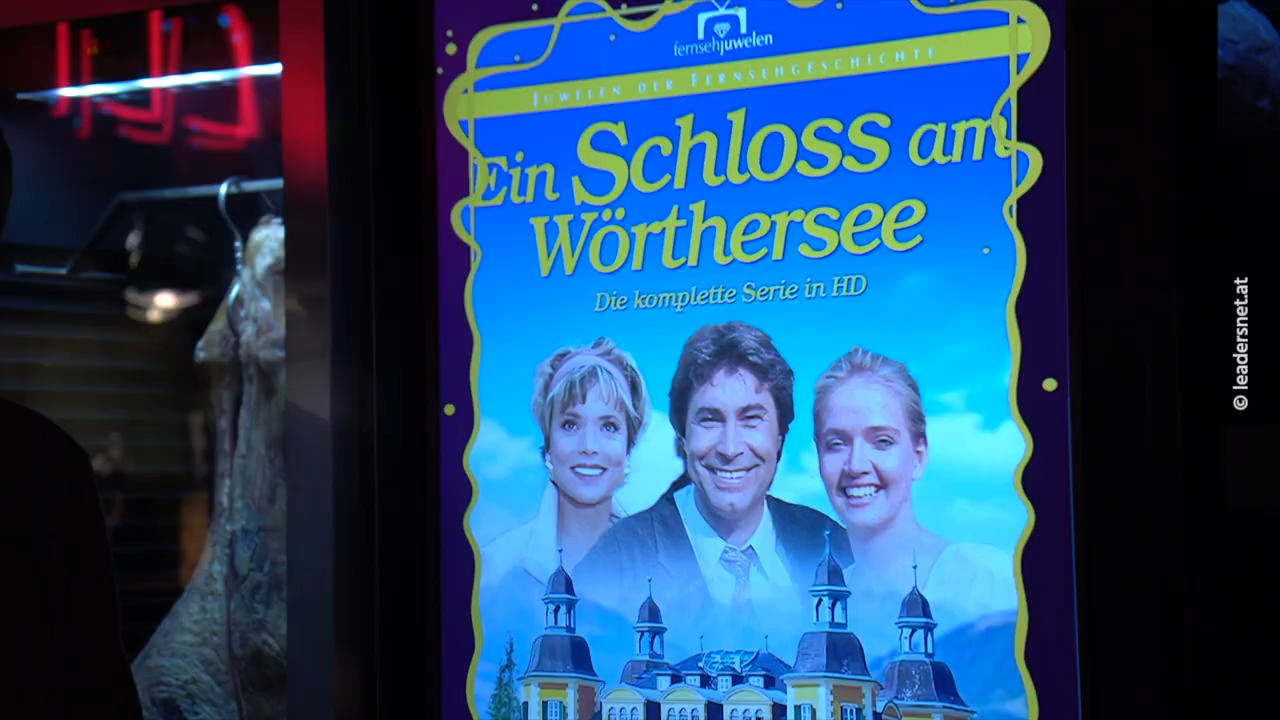 fernsehjuwelen
JUWELEN DER FERNSEHGESCHICHTE
Ein Schloss am
Wörthersee
Die komplette Serie in HD
© leadersnet.at